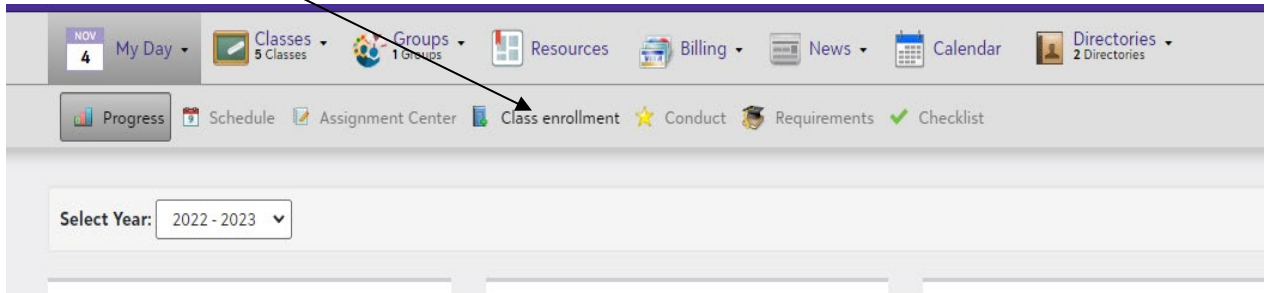 NOV
4
My Day
Classes
5 Classes
Groups
1 Groups
Resources
Billing
News
Calendar
Directories
2 Directories
Progress
9
Schedule
Assignment Center
Class enrollment
Conduct
Requirements
Checklist
Select Year: 2022 - 2023